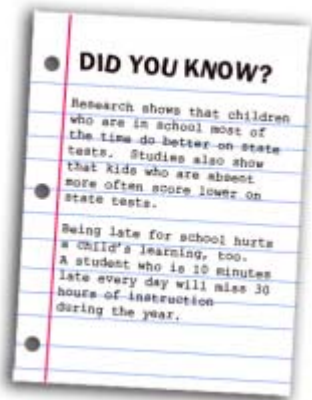 DID YOU KNOW?
Research shows that children
who are in school most of
the time do better on state
tests.  Studies also show
that kids who are absent
more often score lower on
state tests.
Being late for school hurts
a child's learning, too.
A student who is 10 minutes
late every day will miss 30
hours of instruction
during the year.